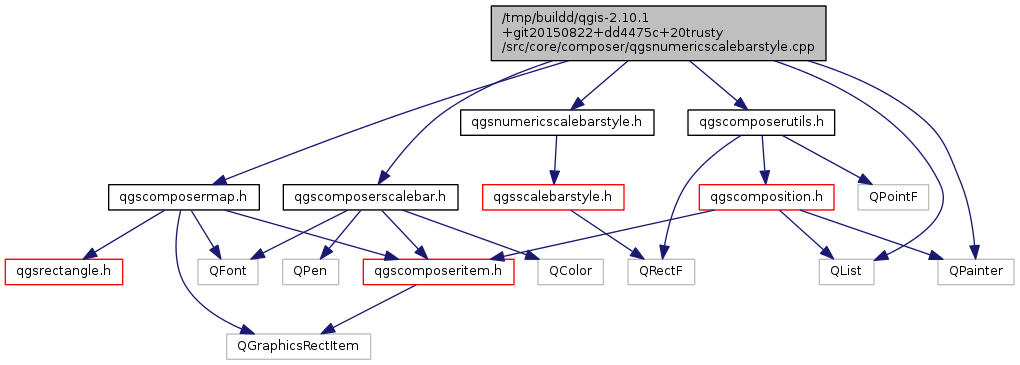 /tmp/buildd/qgis-2.10.1
+git20150822+dd4475c+20trusty
/src/core/composer/qgsnumericscalebarstyle.cpp
qgsnumericscalebarstyle.h
qgscomposerutils.h
qgscomposermap.h
qgscomposerscalebar.h
qgsscalebarstyle.h
qgscomposition.h
QPointF
qgsrectangle.h
QFont
QPen
qgscomposeritem.h
QColor
QRectF
QList
QPainter
QGraphicsRectItem